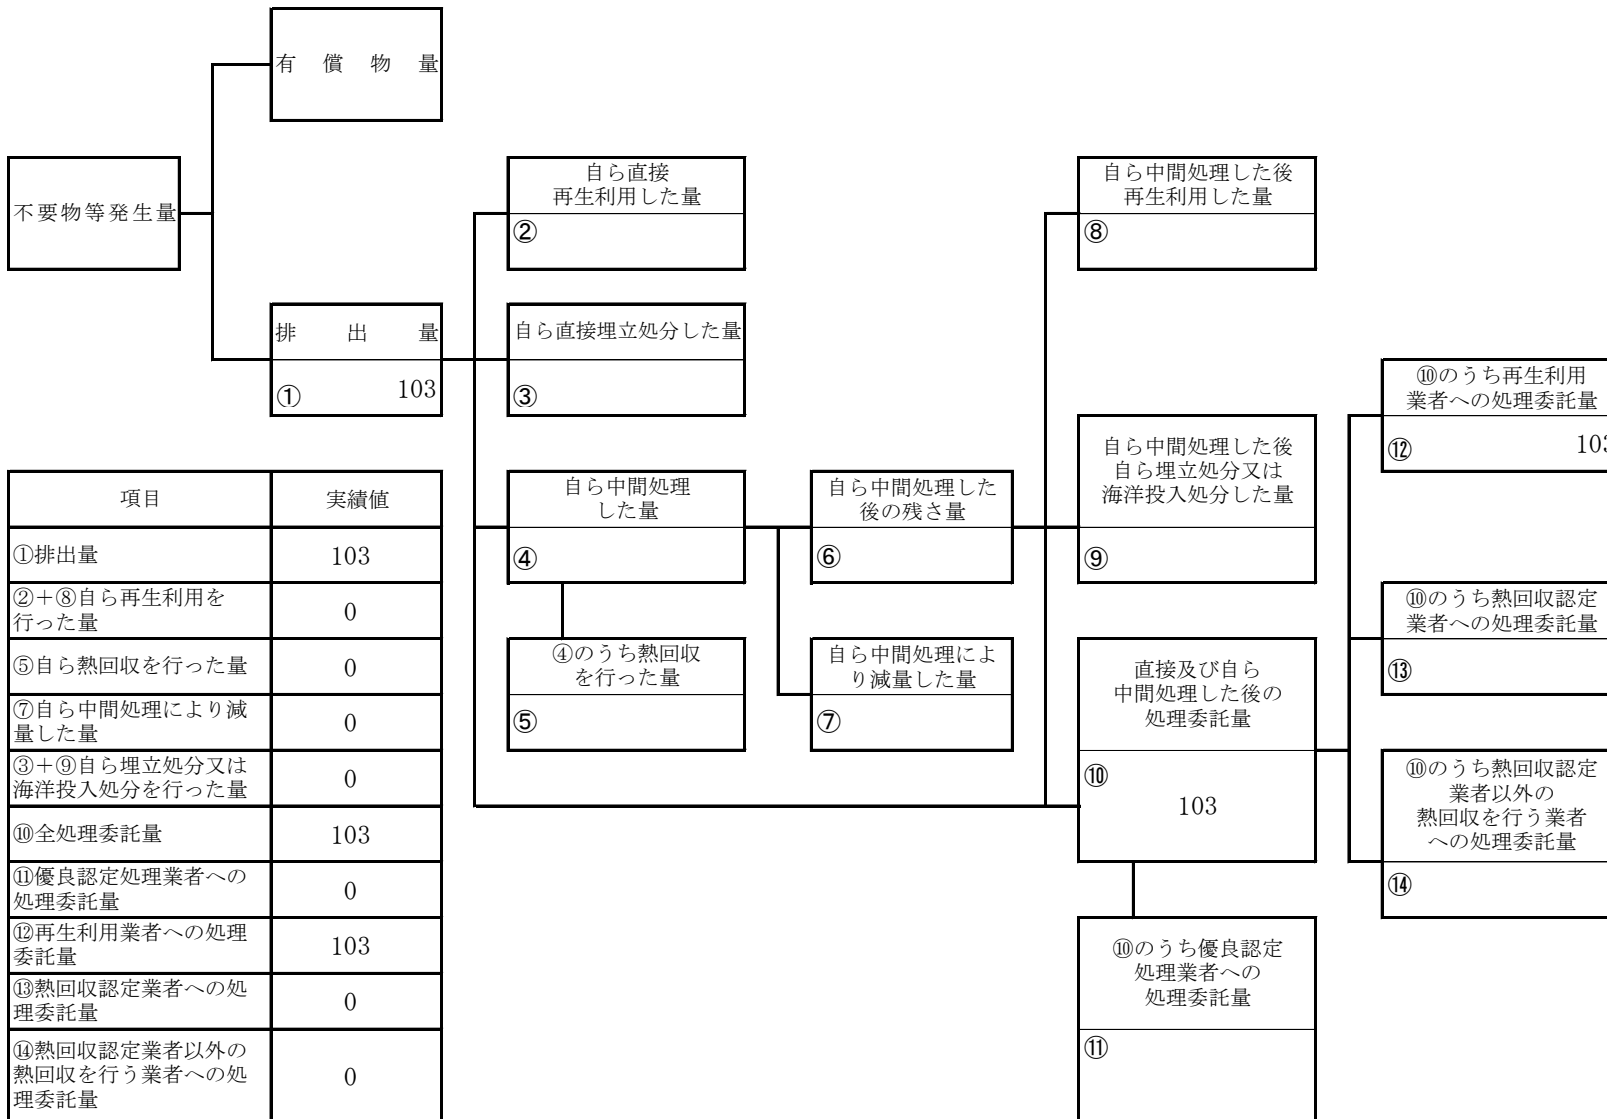 有償物量
不要物等発生量
排出量
① 103
自ら直接
再生利用した量
②
自ら直接埋立処分した量
③
自ら中間処理
した量
④
④のうち熱回収
を行った量
⑤
自ら中間処理した
後の残さ量
⑥
自ら中間処理によ
り減量した量
⑦
自ら中間処理した後
再生利用した量
⑧
自ら中間処理した後
自ら埋立処分又は
海洋投入処分した量
⑨
直接及び自ら
中間処理した後の
処理委託量
⑩
103
⑩のうち優良認定
処理業者への
処理委託量
⑪
⑩のうち再生利用
業者への処理委託量
⑫ 103
⑩のうち熱回収認定
業者への処理委託量
⑬
⑩のうち熱回収認定
業者以外の
熱回収を行う業者
への処理委託量
⑭
項目 実績値
①排出量 103
②+⑧自ら再生利用を
行った量 0
⑤自ら熱回収を行った量 0
⑦自ら中間処理により減
量した量 0
③+⑨自ら埋立処分又は
海洋投入処分を行った量 0
⑩全処理委託量 103
⑪優良認定処理業者への
処理委託量 0
⑫再生利用業者への処理
委託量 103
⑬熱回収認定業者への処
理委託量 0
⑭熱回収認定業者以外の
熱回収を行う業者への処
理委託量 0